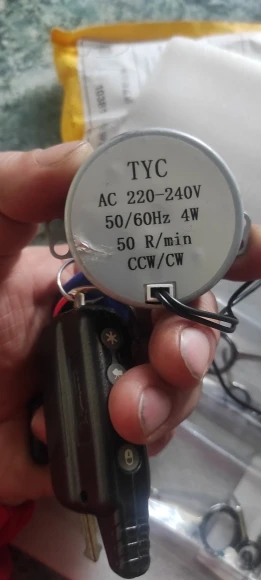 TYC
AC 220-240V
50/60Hz 4W
50 R/min
CCW/CW